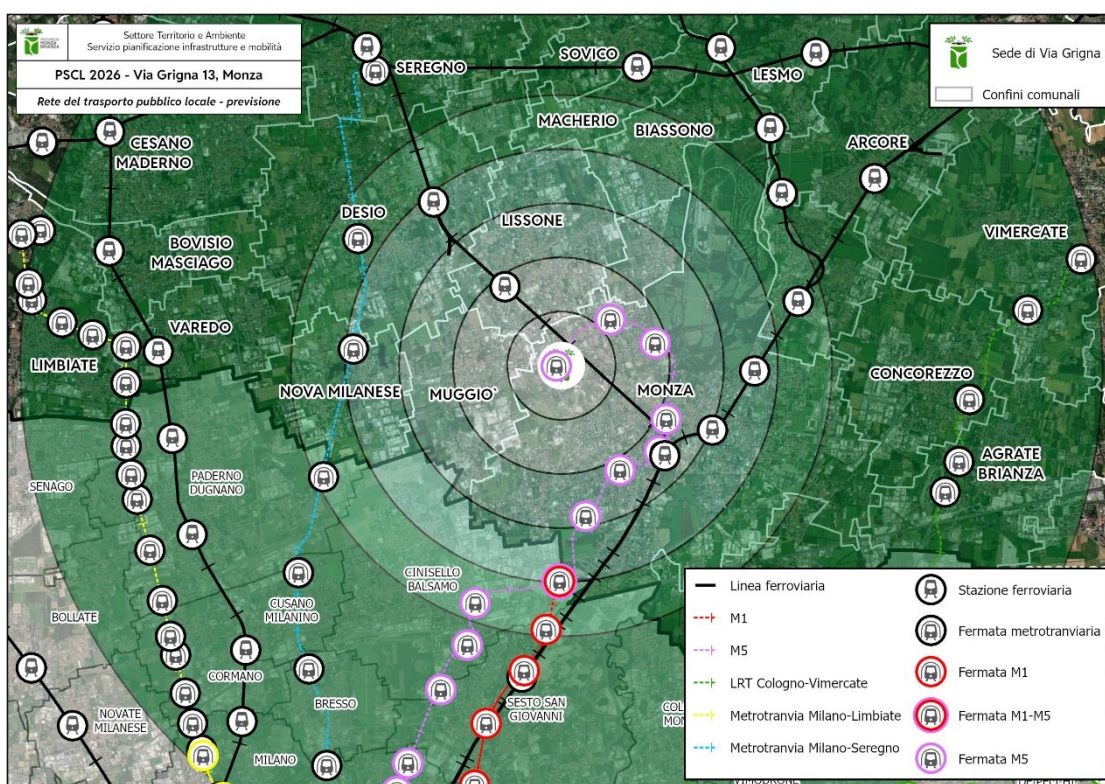 Settore Territorio e Ambiente
Servizio pianificazione infrastrutture e mobilità
PSCL 2026 - Via Grigna 13, Monza
Rete del trasporto pubblico locale - previsione
Sede di Via Grigna
Confini comunali
SEREGNO
SOVICO
LESMO
CESANO
MADERNO
MACHERIO
BIASSONO
ARCORE
DESIO
LISSONE
BOVISIO
MASCIAGO
VIMERCATE
VAREDO
LIMBIATE
NOVA MILANESE
MUGGIO`
MONZA
CONCOREZZO
AGRATE
BRIANZA
SENAGO
PADERNO
DUGNANO
CINISELLO
BALSAMO
CUSANO
MILANINO
BOLLATE
CORMANO
BRESSO
SESTO SAN
GIOVANNI
NOVATE
MILANESE
MILANO
Linea ferroviaria
M1
M5
LRT Cologno-Vimercate
Metrotranvia Milano-Limbiate
Metrotranvia Milano-Seregno
Stazione ferroviaria
Fermata metrotranviaria
Fermata M1
Fermata M1-M5
Fermata M5